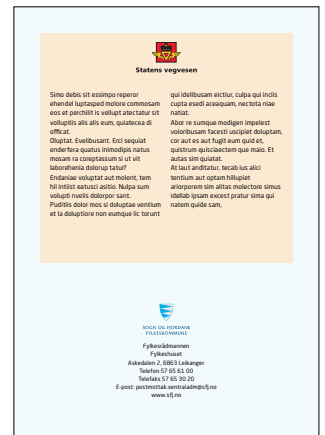 Statens vegvesen
Simo debis sit essimpo reperor
ehendel luptasped molore commosam
eos et perchilit is vellupt atectatur sit
volluptiis aliis alis eum, quiatecea di
officat.
Oluptat. Evelibusant. Erci sequiat
enderfera quatus inimodipis natus
mosam ra coreptassum si ut vit
laborehenia dolorup tatur?
Endaniae voluptat aut molent, tem
hil intiist eatusci asitio. Nulpa sum
volupti nvelis dolorpor sant.
Puditiis dolor mos si doluptae ventium
et la doluptiore non eumque lic torunt
qui idelibusam eictiur, culpa qui inciis
cupta esedi aceaquam, nectota niae
natiat.
Abor re sumque modigen impelest
voloribusam facesti uscipiet doluptam,
cor aut es aut fugit eum quid et,
quistrum quisciaectem que maio. Et
autas sim quiatat.
At laut anditatur, tecab ius alici
tentium aut optam hillupiet
ariorporem sim alitas molectore simus
idellab ipsam excest pratur sima qui
natem quide sam,
SOGN OG FJORDANE
FYLKESKOMMUNE
Fylkesrådmannen
Fylkeshuset
Askedalen 2, 6863 Leikanger
Telefon 57 65 61 00
Telefaks 57 65 30 20
E-post: postmottak.sentraladm@sfj.no
www.sfj.no